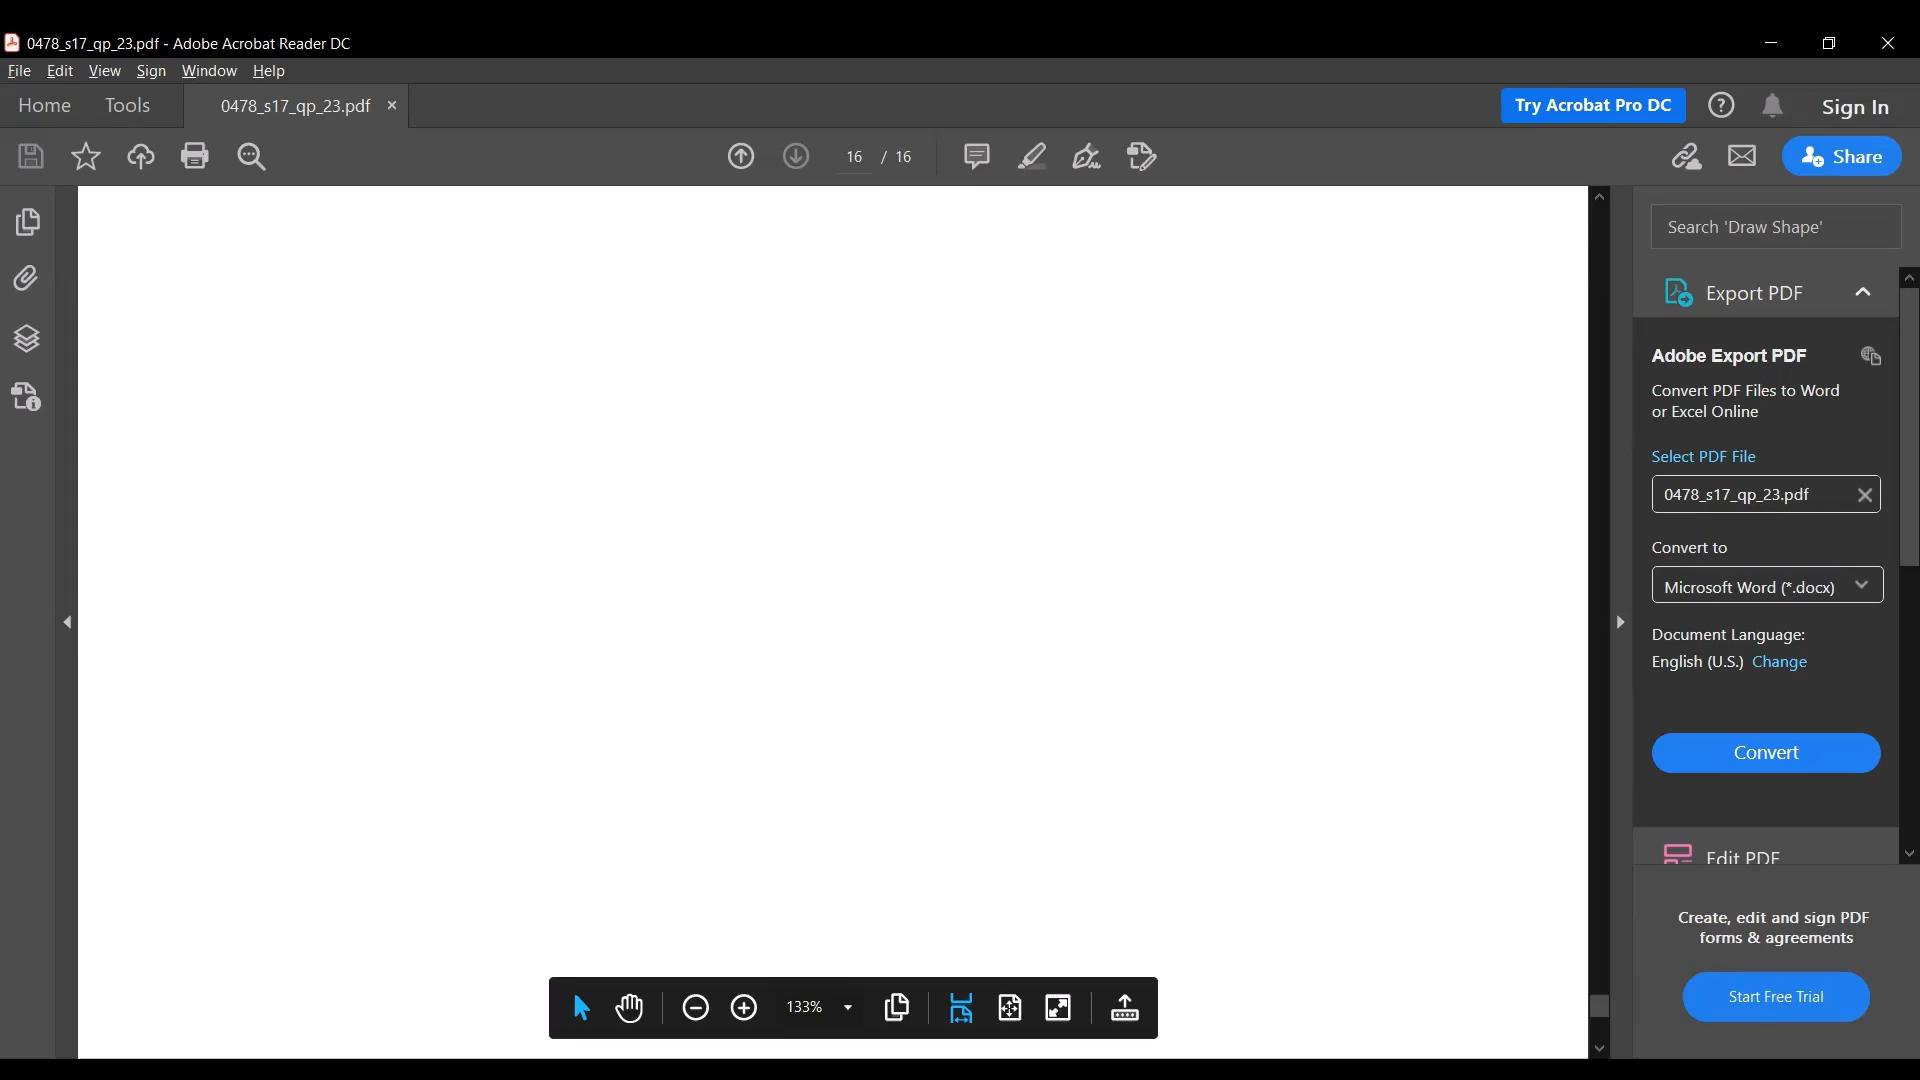 0478_s17_qp_23.pdf - Adobe Acrobat Reader DC
File Edit View Sign Window Help
Home Tools 0478_s17_qp_23.pdf × Try Acrobat Pro DC Sign In
16 / 16 Share
Search 'Draw Shape'
Export PDF
Adobe Export PDF
Convert PDF Files to Word
or Excel Online
Select PDF File
0478_s17_qp_23.pdf
Convert to
Microsoft Word (*.docx)
Document Language:
English (U.S.) Change
Convert
Edit PDF
Create, edit and sign PDF
forms & agreements
Start Free Trial
133%